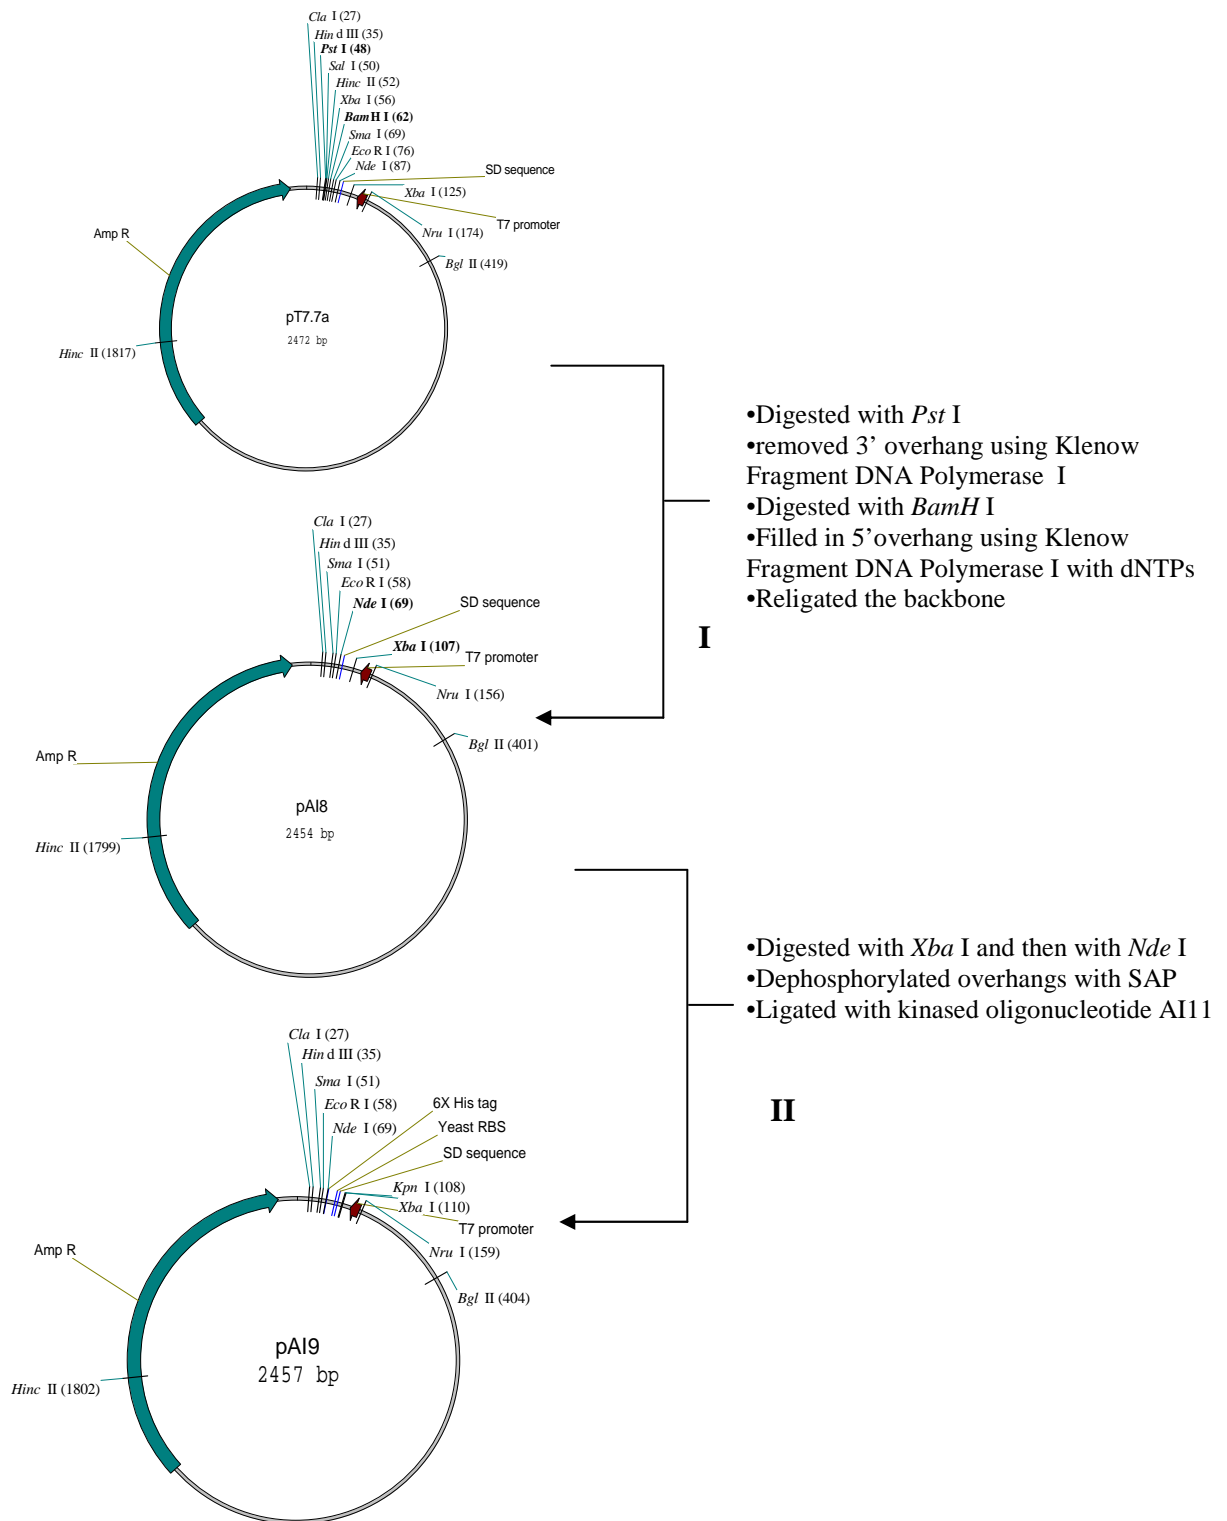 Cla I (27)
Hin d III (35)
Pst I (48)
Sal I (50)
Hinc II (52)
Xba I (56)
BamH I (62)
Sma I (69)
Eco R I (76)
Nde I (87)
SD sequence
Xba I (125)
T7 promoter
Nru I (174)
Bgl II (419)
Amp R
pT7.7a
2472 bp
Hinc II (1817)
•Digested with Pst I
•removed 3’ overhang using Klenow
Fragment DNA Polymerase I
•Digested with BamH I
•Filled in 5’overhang using Klenow
Fragment DNA Polymerase I with dNTPs
•Religated the backbone
I
Cla I (27)
Hin d III (35)
Sma I (51)
Eco R I (58)
Nde I (69)
SD sequence
Xba I (107)
T7 promoter
Nru I (156)
Bgl II (401)
Amp R
pAI8
2454 bp
Hinc II (1799)
•Digested with Xba I and then with Nde I
•Dephosphorylated overhangs with SAP
•Ligated with kinased oligonucleotide AI11
II
Cla I (27)
Hin d III (35)
Sma I (51)
Eco R I (58)
Nde I (69)
6X His tag
Yeast RBS
SD sequence
Kpn I (108)
Xba I (110)
T7 promoter
Nru I (159)
Bgl II (404)
Amp R
pAI9
2457 bp
Hinc II (1802)